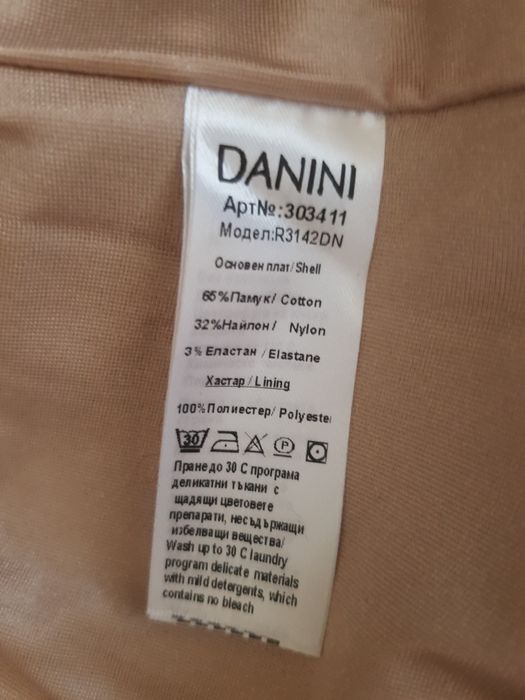 DANINI
Арт№:303411
Модел:R3142DN
Основен плат/Shell
65%Памук/ Cotton
32%Найлон/ Nylon
3% Еластан /Elastane
Хастар/Lining
100%Полиестер/ Polyester
30 P
Пране до 30 С програма
деликатни тъкани с
щадящи цветовете
препарати, несъдържащи
избелващи вещества/
Wash up to 30 C laundry
program delicate materials
with mild detergents, which
contains no bleach